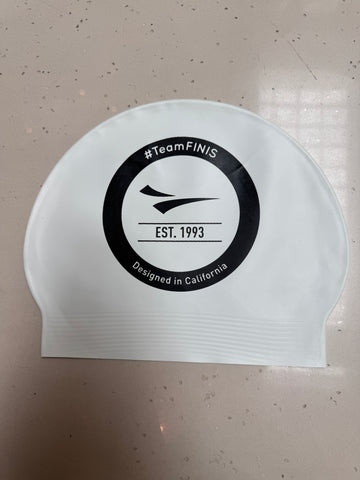 #TeamFINIS
EST. 1993
Designed in California